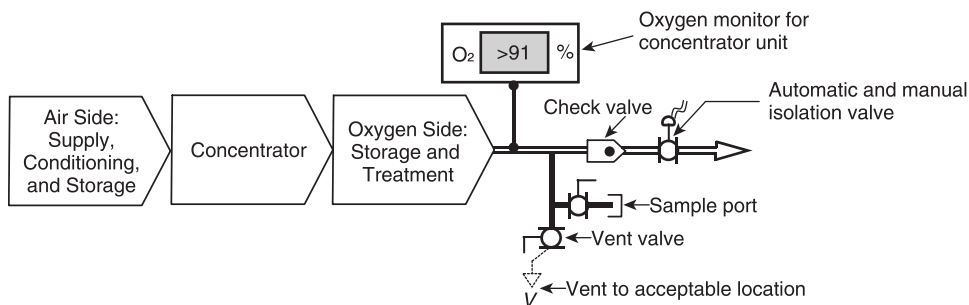 Oxygen monitor for
concentrator unit
O₂ >91 %
Automatic and manual
isolation valve
Check valve
Air Side:
Supply,
Conditioning,
and Storage
Concentrator
Oxygen Side:
Storage and
Treatment
Sample port
Vent valve
Vent to acceptable location
V